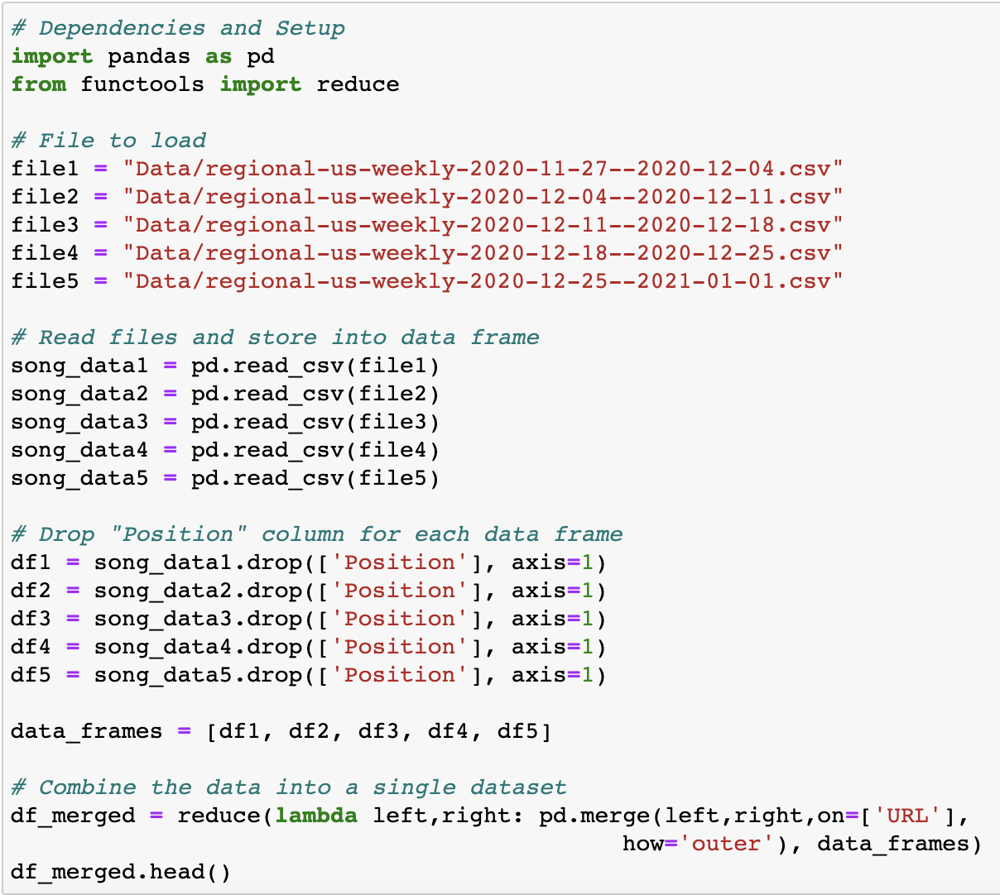 # Dependencies and Setup
import pandas as pd
from functools import reduce
# File to load
file1 = "Data/regional-us-weekly-2020-11-27--2020-12-04.csv"
file2 = "Data/regional-us-weekly-2020-12-04--2020-12-11.csv"
file3 = "Data/regional-us-weekly-2020-12-11--2020-12-18.csv"
file4 = "Data/regional-us-weekly-2020-12-18--2020-12-25.csv"
file5 = "Data/regional-us-weekly-2020-12-25--2021-01-01.csv"
# Read files and store into data frame
song_data1 = pd.read_csv(file1)
song_data2 = pd.read_csv(file2)
song_data3 = pd.read_csv(file3)
song_data4 = pd.read_csv(file4)
song_data5 = pd.read_csv(file5)
# Drop "Position" column for each data frame
df1 = song_data1.drop(['Position'], axis=1)
df2 = song_data2.drop(['Position'], axis=1)
df3 = song_data3.drop(['Position'], axis=1)
df4 = song_data4.drop(['Position'], axis=1)
df5 = song_data5.drop(['Position'], axis=1)
data_frames = [df1, df2, df3, df4, df5]
# Combine the data into a single dataset
df_merged = reduce(lambda left,right: pd.merge(left,right,on=['URL'],
how='outer'), data_frames)
df_merged.head()